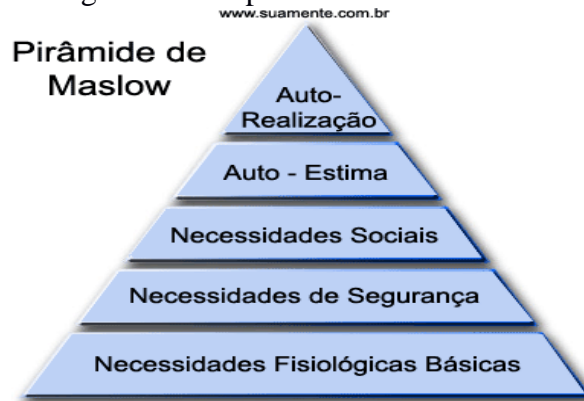 www.suamente.com.br
Pirâmide de
Maslow
Auto-
Realização
Auto - Estima
Necessidades Sociais
Necessidades de Segurança
Necessidades Fisiológicas Básicas